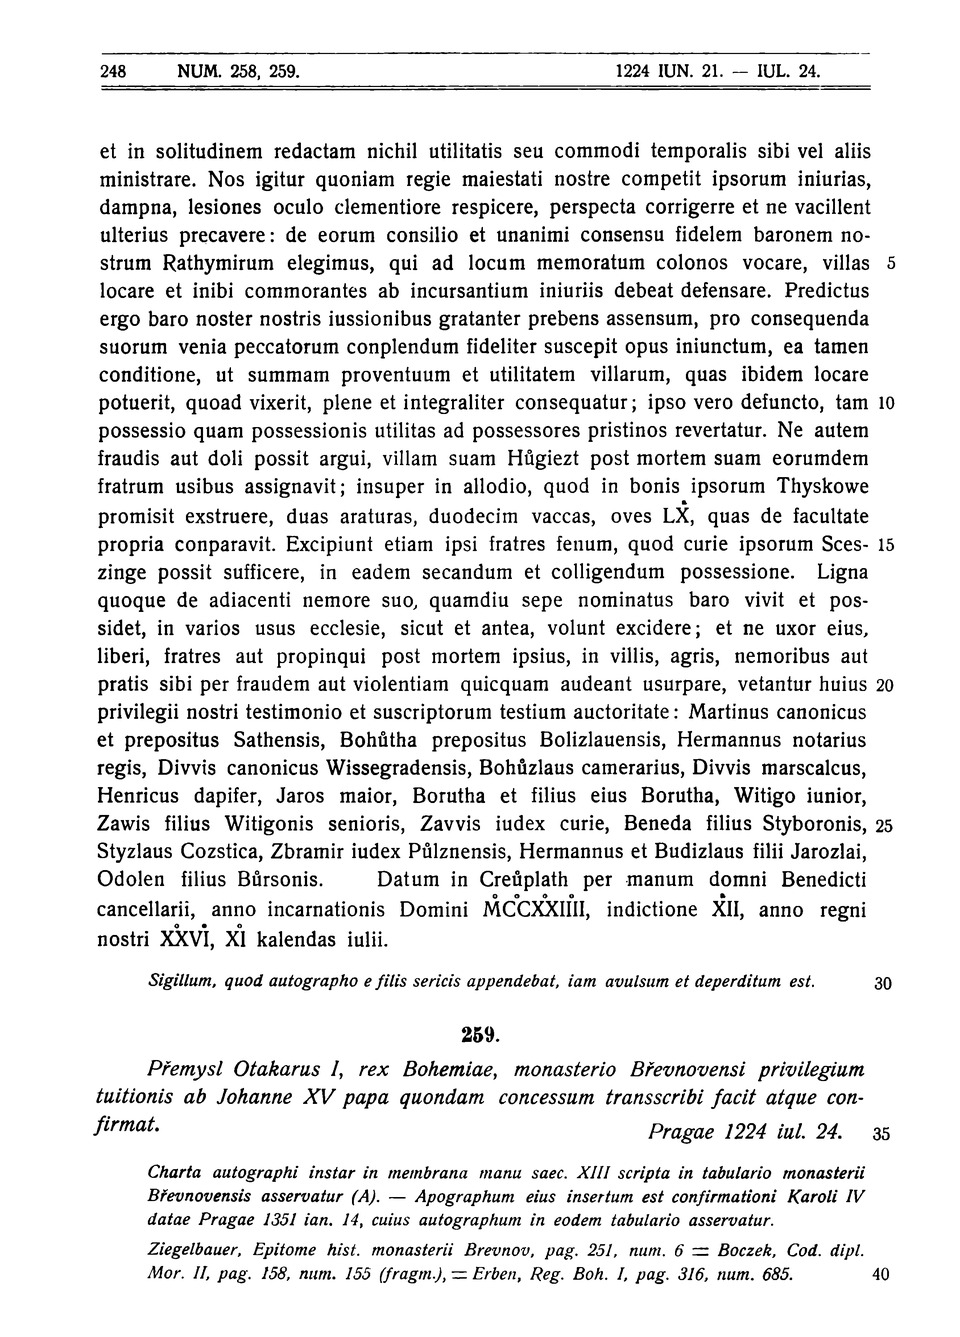 248 NUM. 258, 259. 1224 IUN. 21. — IUL. 24.
et in solitudinem redactam nichil utilitatis seu commodi temporalis sibi vel aliis
ministrare. Nos igitur quoniam regie maiestati nostre competit ipsorum iniurias,
dampna, lesiones oculo clementiore respicere, perspecta corrigerre et ne vacillent
ulterius precavere: de eorum consilio et unanimi consensu fidelem baronem no-
strum Rathymirum elegimus, qui ad locum memoratum colonos vocare, villas 5
locare et inibi commorantes ab incursantium iniuriis debeat defensare. Predictus
ergo baro noster nostris iussionibus gratanter prebens assensum, pro consequenda
suorum venia peccatorum conplendum fideliter suscepit opus iniunctum, ea tamen
conditione, ut summam proventuum et utilitatem villarum, quas ibidem locare
potuerit, quoad vixerit, plene et integraliter consequatur; ipso vero defuncto, tam 10
possessio quam possessionis utilitas ad possessores pristinos revertatur. Ne autem
fraudis aut doli possit argui, villam suam Hůgiezt post mortem suam eorumdem
fratrum usibus assignavit; insuper in allodio, quod in bonis ipsorum Thyskowe
promisit exstruere, duas araturas, duodecim vaccas, oves LX̊, quas de facultate
propria conparavit. Excipiunt etiam ipsi fratres fenum, quod curie ipsorum Sces- 15
zinge possit sufficere, in eadem secandum et colligendum possessione. Ligna
quoque de adiacenti nemore suo, quamdiu sepe nominatus baro vivit et pos-
sidet, in varios usus ecclesie, sicut et antea, volunt excidere; et ne uxor eius,
liberi, fratres aut propinqui post mortem ipsius, in villis, agris, nemoribus aut
pratis sibi per fraudem aut violentiam quicquam audeant usurpare, vetantur huius 20
privilegii nostri testimonio et suscriptorum testium auctoritate: Martinus canonicus
et prepositus Sathensis, Bohůtha prepositus Bolizlauensis, Hermannus notarius
regis, Divvis canonicus Wissegradensis, Bohůzlaus camerarius, Divvis marscalcus,
Henricus dapifer, Jaros maior, Borutha et filius eius Borutha, Witigo iunior,
Zawis filius Witigonis senioris, Zavvis iudex curie, Beneda filius Styboronis, 25
Styzlaus Cozstica, Zbramir iudex Půlznensis, Hermannus et Budizlaus filii Jarozlai,
Odolen filius Bůrsonis. Datum in Creůplath per manum domni Benedicti
cancellarii, anno incarnationis Domini M̊C̊CX̊XI̊III, indictione XII̊, anno regni
nostri XX̊VI̊, XI̊ kalendas iulii.
Sigillum, quod autographo e filis sericis appendebat, iam avulsum et deperditum est. 30
259.
Přemysl Otakarus I, rex Bohemiae, monasterio Břevnovensi privilegium
tuitionis ab Johanne XV papa quondam concessum transscribi facit atque con-
firmat. Pragae 1224 iul. 24. 35
Charta autographi instar in membrana manu saec. XIII scripta in tabulario monasterii
Břevnovensis asservatur (A). — Apographum eius insertum est confirmationi Karoli IV
datae Pragae 1351 ian. 14, cuius autographum in eodem tabulario asservatur.
Ziegelbauer, Epitome hist. monasterii Brevnov, pag. 251, num. 6 = Boczek, Cod. dipl.
Mor. II, pag. 158, num. 155 (fragm.), = Erben, Reg. Boh. I, pag. 316, num. 685. 40